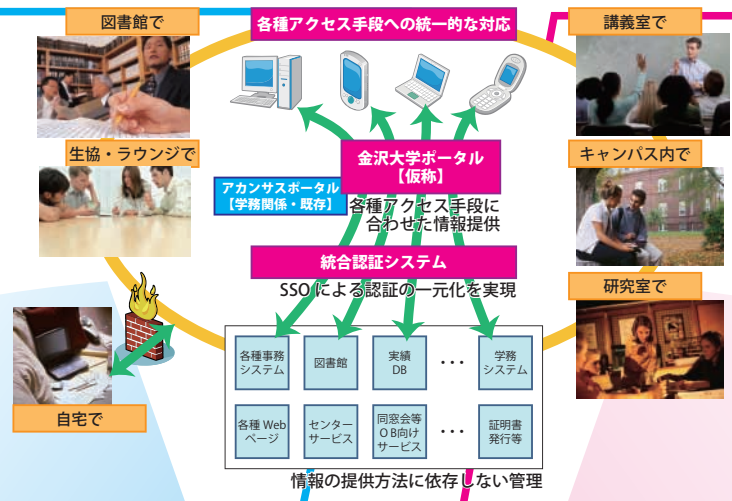 図書館で
各種アクセス手段への統一的な対応
講義室で
生協・ラウンジで
金沢大学ポータル
【仮称】
キャンパス内で
アカンサスポータル
【学務関係・既存】
各種アクセス手段に
合わせた情報提供
統合認証システム
SSO による認証の一元化を実現
研究室で
自宅で
各種事務
システム
図書館
実績
DB
・・・
学務
システム
各種 Web
ページ
センター
サービス
同窓会等
O B向け
サービス
・・・
証明書
発行等
情報の提供方法に依存しない管理